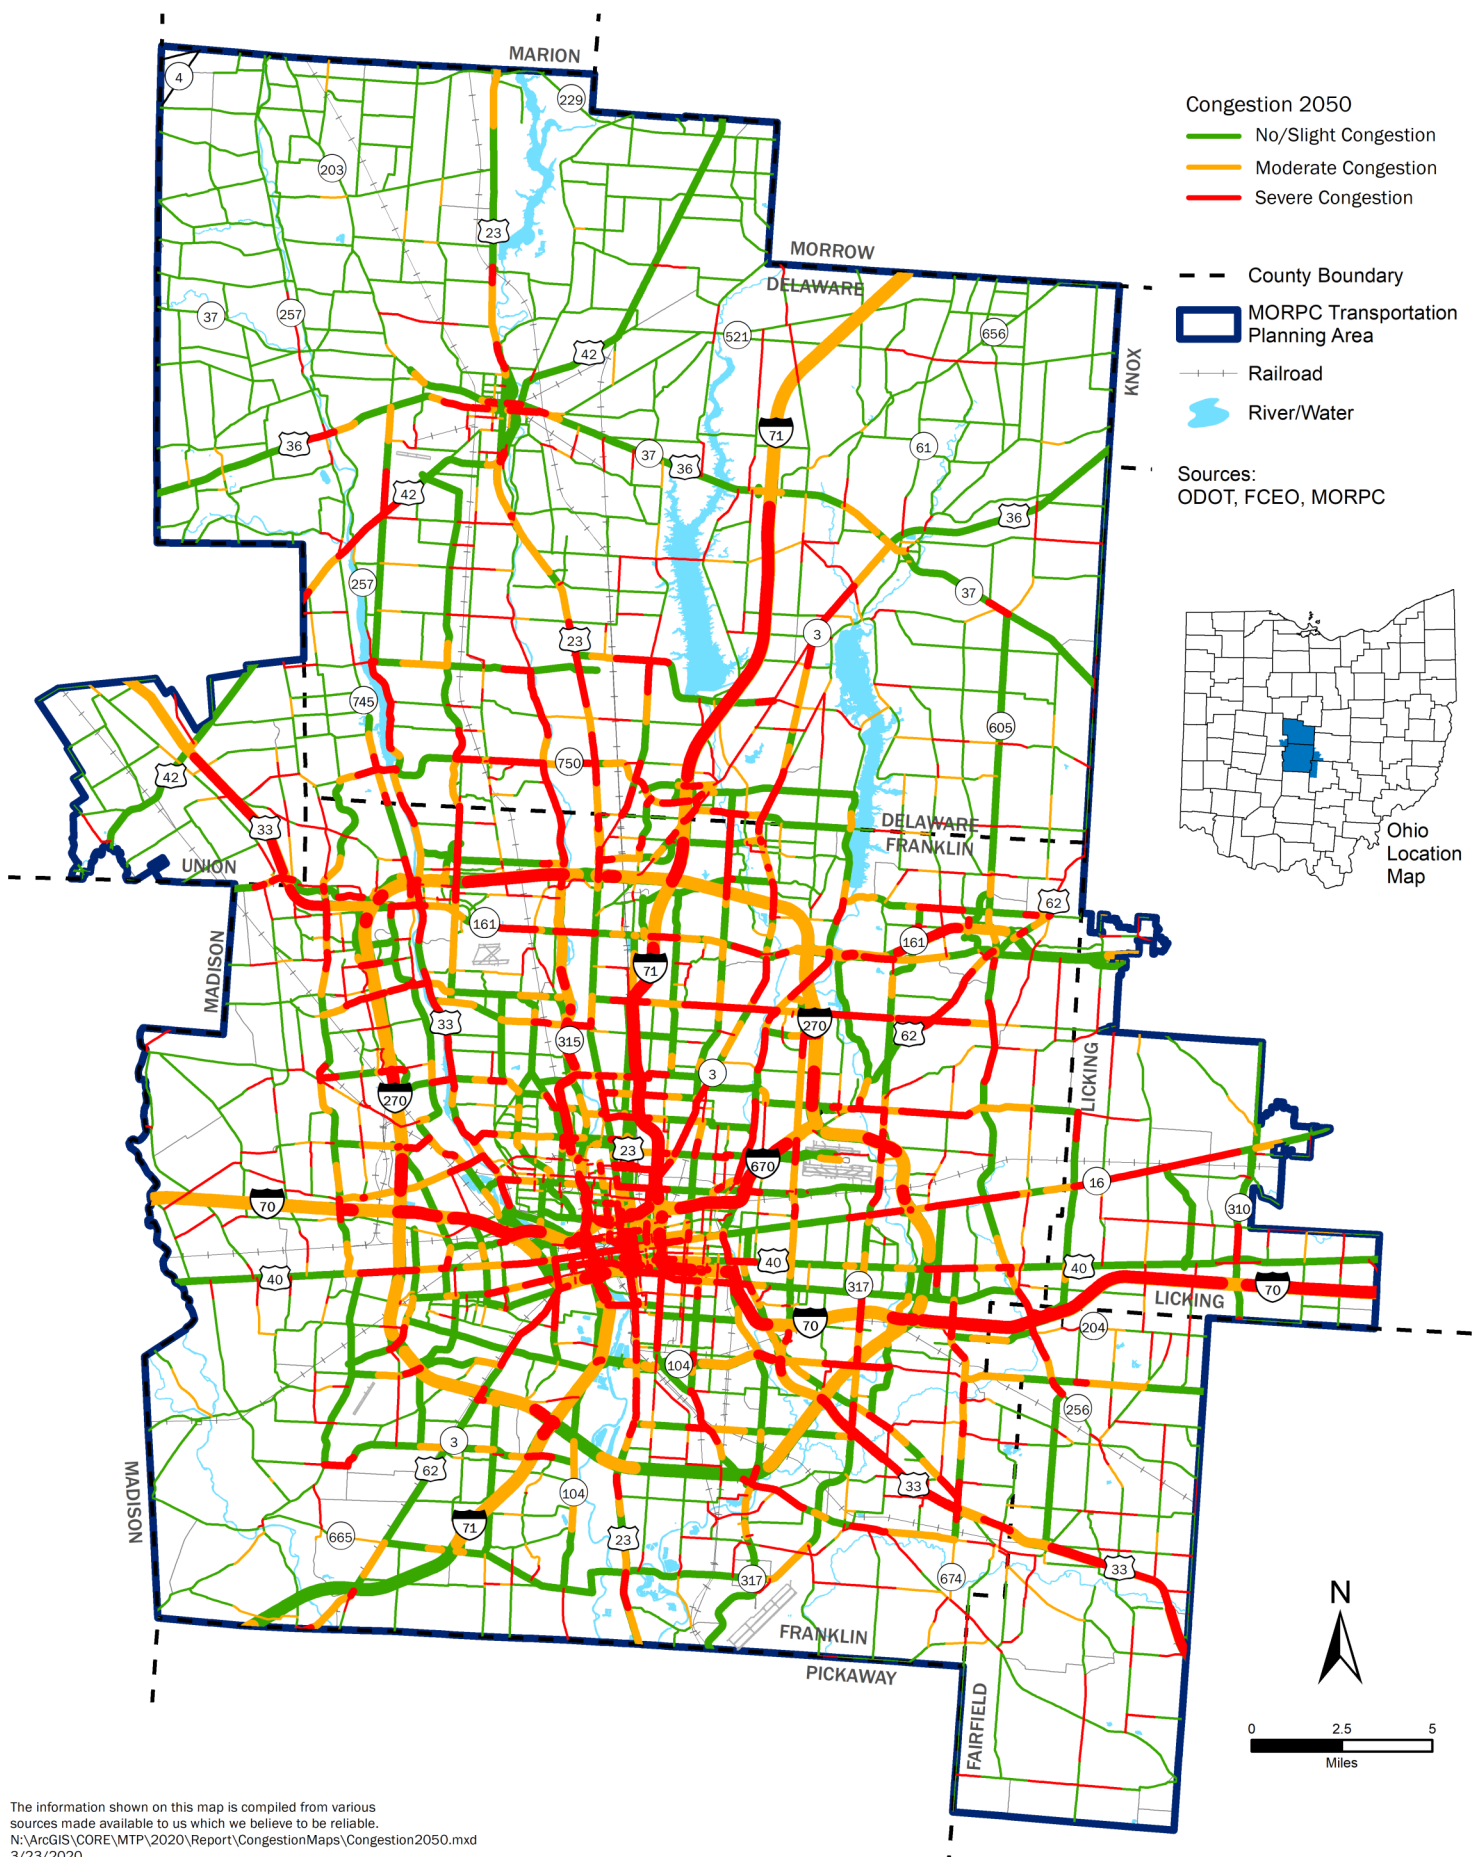 MARION
4
229
203
23
MORROW
DELAWARE
37
257
521
656
42
KNOX
71
36
37
36
61
42
36
257
37
23
3
745
605
42
750
33
DELAWARE
FRANKLIN
UNION
62
161
161
MADISON
71
33
270
315
62
3
LICKING
270
23
670
16
70
310
40
40
40
317
70
LICKING
70
204
104
256
3
62
33
MADISON
104
71
665
23
317
674
33
FRANKLIN
PICKAWAY
FAIRFIELD
Congestion 2050
No/Slight Congestion
Moderate Congestion
Severe Congestion
County Boundary
MORPC Transportation
Planning Area
Railroad
River/Water
Sources:
ODOT, FCEO, MORPC
Ohio
Location
Map
N
0 2.5 5
Miles
The information shown on this map is compiled from various
sources made available to us which we believe to be reliable.
N:\ArcGIS\CORE\MTP\2020\Report\CongestionMaps\Congestion2050.mxd
3/23/2020